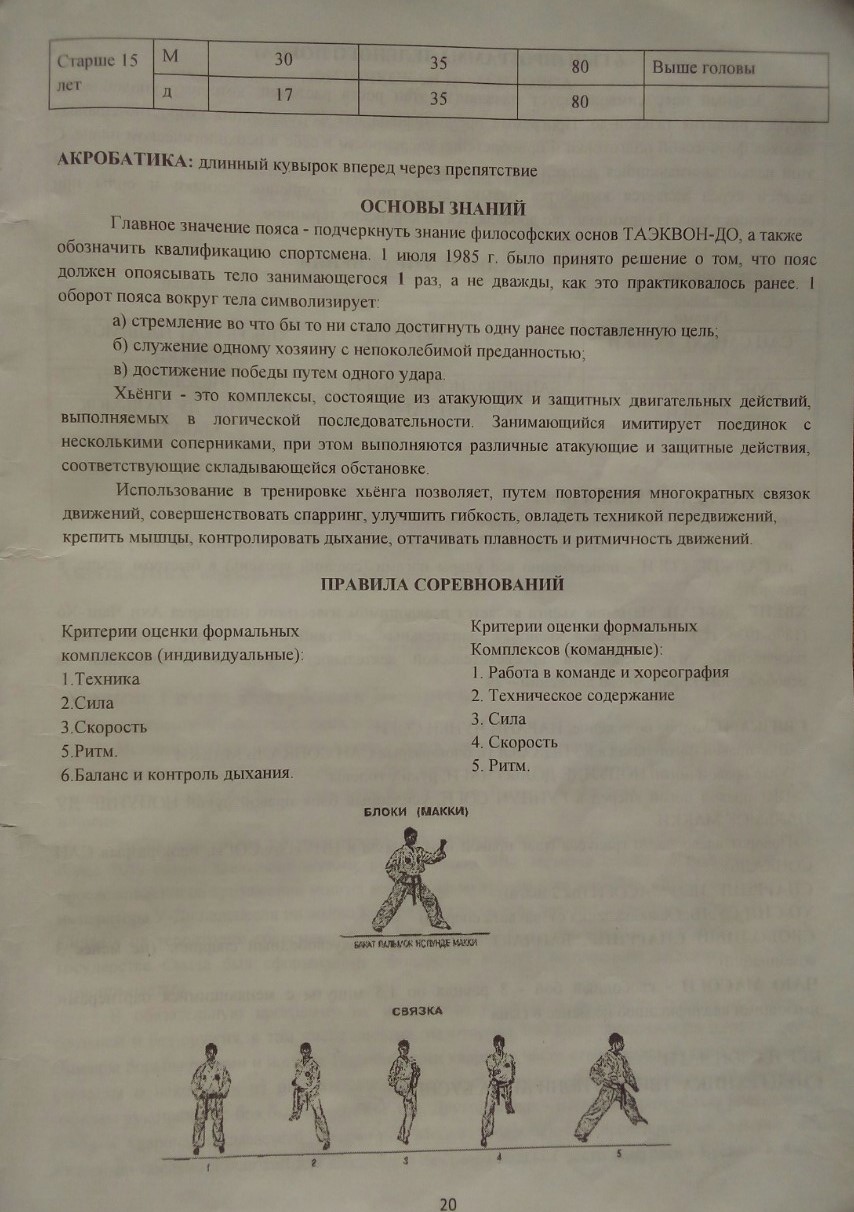 Старше 15 лет М 30 35 80 Выше головы
д 17 35 80
АКРОБАТИКА: длинный кувырок вперед через препятствие
ОСНОВЫ ЗНАНИЙ
Главное значение пояса - подчеркнуть знание философских основ ТАЭКВОН-ДО, а также
обозначить квалификацию спортсмена. 1 июля 1985 г. было принято решение о том, что пояс
должен опоясывать тело занимающегося 1 раз, а не дважды, как это практиковалось ранее. 1
оборот пояса вокруг тела символизирует:
а) стремление во что бы то ни стало достигнуть одну ранее поставленную цель;
б) служение одному хозяину с непоколебимой преданностью;
в) достижение победы путем одного удара.
Хьёнги - это комплексы, состоящие из атакующих и защитных двигательных действий,
выполняемых в логической последовательности. Занимающийся имитирует поединок с
несколькими соперниками, при этом выполняются различные атакующие и защитные действия,
соответствующие складывающейся обстановке.
Использование в тренировке хьёнга позволяет, путем повторения многократных связок
движений, совершенствовать спарринг, улучшить гибкость, овладеть техникой передвижений,
крепить мышцы, контролировать дыхание, оттачивать плавность и ритмичность движений.
ПРАВИЛА СОРЕВНОВАНИЙ
Критерии оценки формальных
комплексов (индивидуальные):
1.Техника
2.Сила
3.Скорость
5.Ритм.
6.Баланс и контроль дыхания.
Критерии оценки формальных
Комплексов (командные):
1. Работа в команде и хореография
2. Техническое содержание
3. Сила
4. Скорость
5. Ритм.
БЛОКИ (МАККИ)
БАКАТ ПАЛЬМОК МАККИ
СВЯЗКА
1 2 3 4 5
20